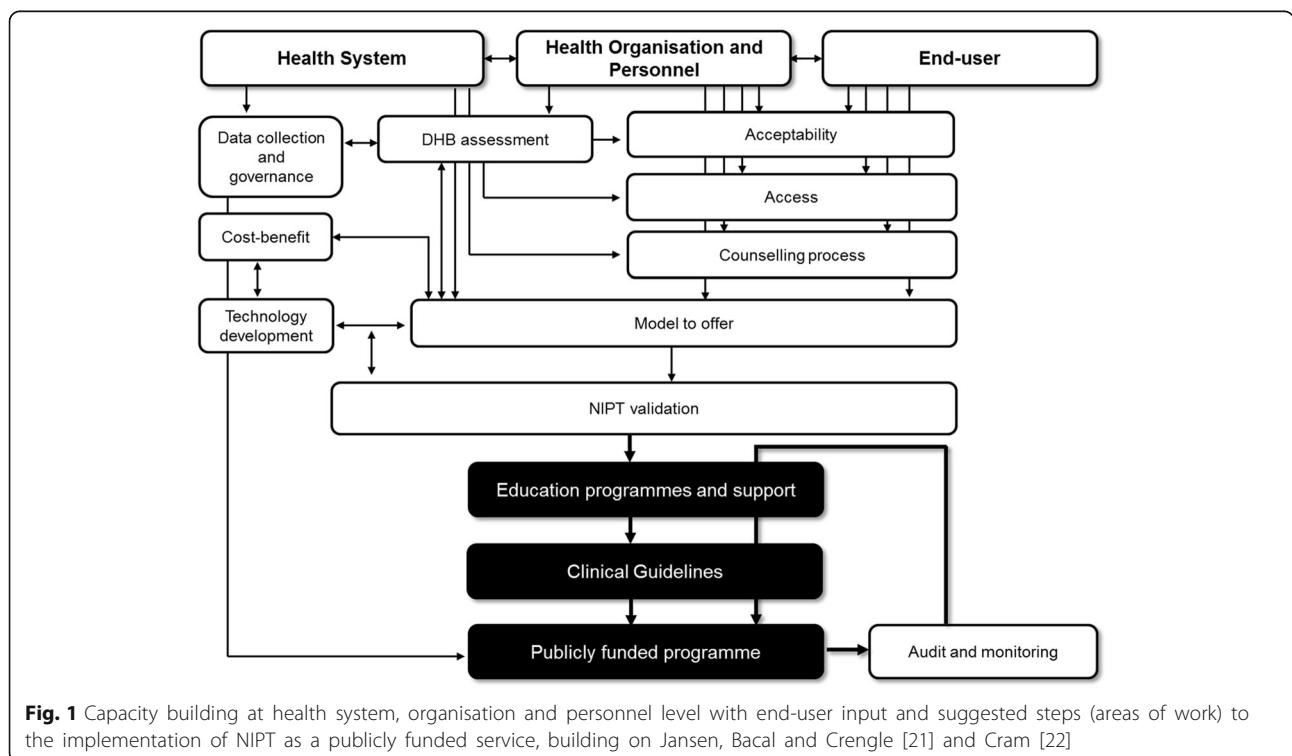 Health System
Health Organisation and
Personnel
End-user
Data collection
and
governance
DHB assessment
Acceptability
Access
Cost-benefit
Counselling process
Technology
development
Model to offer
NIPT validation
Education programmes and support
Clinical Guidelines
Publicly funded programme
Audit and monitoring
Fig. 1 Capacity building at health system, organisation and personnel level with end-user input and suggested steps (areas of work) to
the implementation of NIPT as a publicly funded service, building on Jansen, Bacal and Crengle [21] and Cram [22]